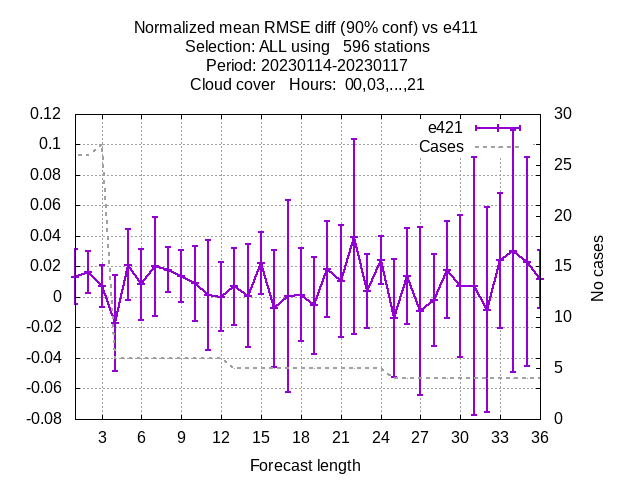 Normalized mean RMSE diff (90% conf) vs e411
Selection: ALL using   596 stations
Period: 20230114-20230117
Cloud cover   Hours:  00,03,...,21
e421
Cases
0.12
0.1
0.08
0.06
0.04
0.02
0
-0.02
-0.04
-0.06
-0.08
30
25
20
15
10
5
0
No cases
3 6 9 12 15 18 21 24 27 30 33 36
Forecast length